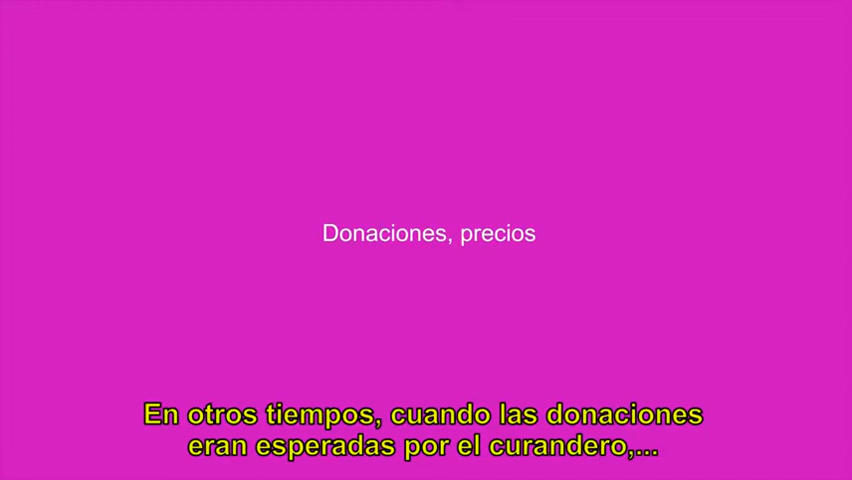 Donaciones, precios
En otros tiempos, cuando las donaciones
eran esperadas por el curandero,...